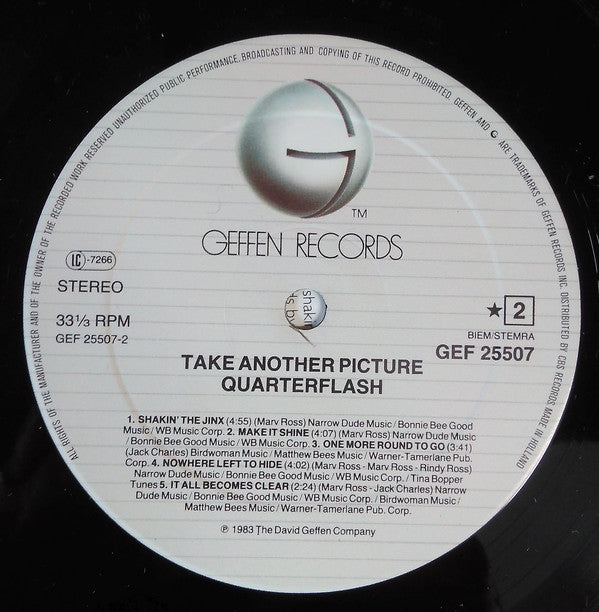 ALL RIGHTS OF THE MANUFACTURER AND OF THE OWNER OF THE RECORDED WORK RESERVED UNAUTHORIZED PUBLIC PERFORMANCE, BROADCASTING AND COPYING OF THIS RECORD PROHIBITED. GEFFEN AND G ARE TRADEMARKS OF GEFFEN RECORDS INC. DISTRIBUTED BY CBS RECORDS MADE IN HOLLAND
TM
GEFFEN RECORDS
LC -7266
STEREO
33⅓ RPM
GEF 25507-2
★ 2
BIEM/STEMRA
GEF 25507
shak
TAKE ANOTHER PICTURE
QUARTERFLASH
1. SHAKIN' THE JINX (4:55) (Marv Ross) Narrow Dude Music / Bonnie Bee Good
Music / WB Music Corp. 2. MAKE IT SHINE (4:07) (Marv Ross) Narrow Dude Music
/ Bonnie Bee Good Music / WB Music Corp. 3. ONE MORE ROUND TO GO (3:41)
(Jack Charles) Birdwoman Music / Matthew Bees Music / Warner-Tamerlane Pub.
Corp. 4. NOWHERE LEFT TO HIDE (4:02) (Marv Ross - Marv Ross - Rindy Ross)
Narrow Dude Music / Bonnie Bee Good Music / WB Music Corp. / Tina Bopper
Tunes 5. IT ALL BECOMES CLEAR (2:24) (Marv Ross - Jack Charles) Narrow
Dude Music / Bonnie Bee Good Music / WB Music Corp. / Birdwoman Music /
Matthew Bees Music / Warner-Tamerlane Pub. Corp.
℗ 1983 The David Geffen Company